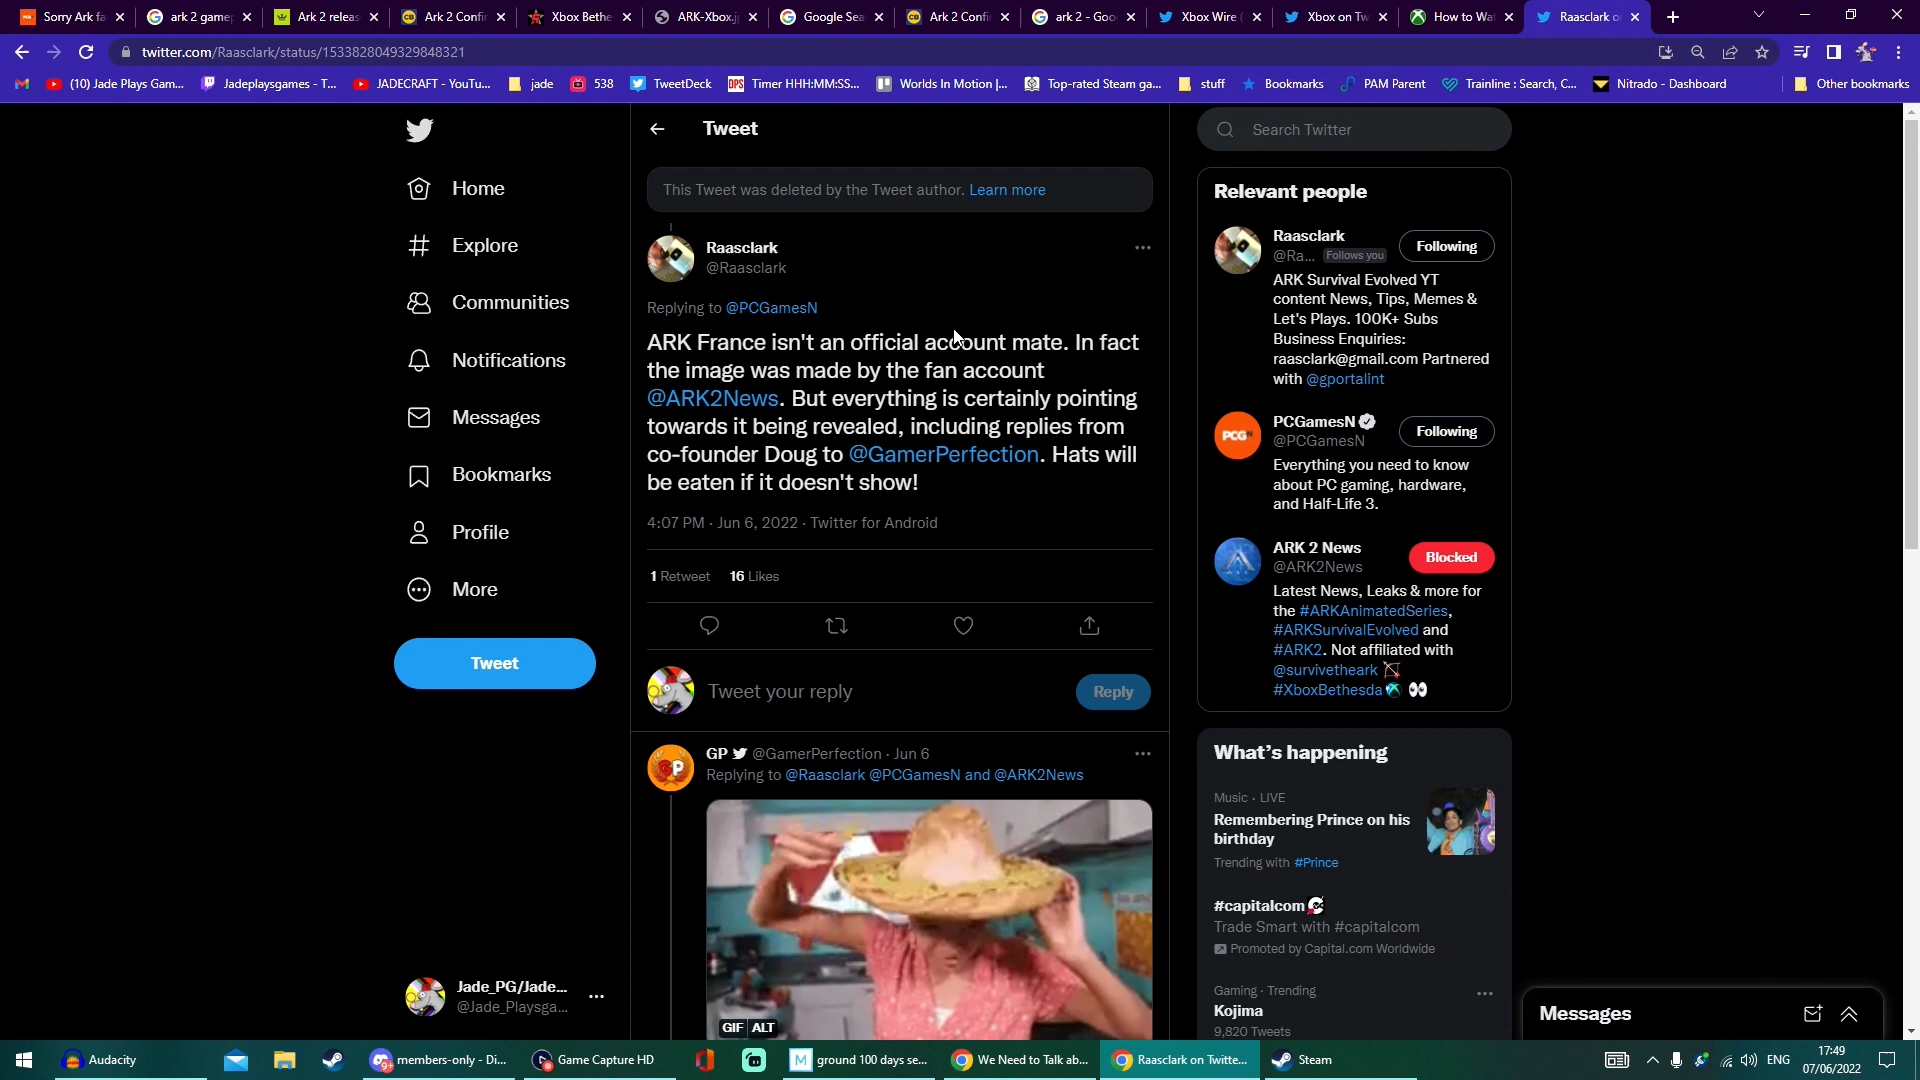 Sorry Ark fa
ark 2 game
Ark 2 relea
Ark 2 Confir
Xbox Bethe
ARK-Xbox.j
Google Sea
Ark 2 Confir
ark 2 - Goo
Xbox Wire (
Xbox on Tw
How to Wat
Raasclark o
twitter.com/Raasclark/status/1533828049329848321
(10) Jade Plays Gam...
Jadeplaysgames - T...
JADECRAFT - YouTu...
jade
538
TweetDeck
DPS Timer HHH:MM:SS...
Worlds In Motion |...
Top-rated Steam ga...
stuff
Bookmarks
PAM Parent
Trainline : Search, C...
Nitrado - Dashboard
Other bookmarks
Home
Explore
Communities
Notifications
Messages
Bookmarks
Profile
More
Tweet
Jade_PG/Jade...
@Jade_Playsga...
Tweet
This Tweet was deleted by the Tweet author. Learn more
Raasclark
@Raasclark
Replying to @PCGamesN
ARK France isn't an official account mate. In fact
the image was made by the fan account
@ARK2News. But everything is certainly pointing
towards it being revealed, including replies from
co-founder Doug to @GamerPerfection. Hats will
be eaten if it doesn't show!
4:07 PM · Jun 6, 2022 · Twitter for Android
1 Retweet 16 Likes
Tweet your reply
Reply
GP @GamerPerfection · Jun 6
Replying to @Raasclark @PCGamesN and @ARK2News
GP
GIF ALT
Search Twitter
Relevant people
Raasclark
@Ra... Follows you
Following
ARK Survival Evolved YT
content News, Tips, Memes &
Let's Plays. 100K+ Subs
Business Enquiries:
raasclark@gmail.com Partnered
with @gportalint
PCG
PCGamesN
@PCGamesN
Following
Everything you need to know
about PC gaming, hardware,
and Half-Life 3.
ARK 2 News
@ARK2News
Blocked
Latest News, Leaks & more for
the #ARKAnimatedSeries,
#ARKSurvivalEvolved and
#ARK2. Not affiliated with
@survivetheark
#XboxBethesda
What's happening
Music · LIVE
Remembering Prince on his
birthday
Trending with #Prince
#capitalcom
Trade Smart with #capitalcom
Promoted by Capital.com Worldwide
Gaming · Trending
Kojima
9,820 Tweets
Messages
Audacity
9+
members-only - Di...
Game Capture HD
M
ground 100 days se...
We Need to Talk ab...
Raasclark on Twitte...
Steam
ENG
17:49
07/06/2022